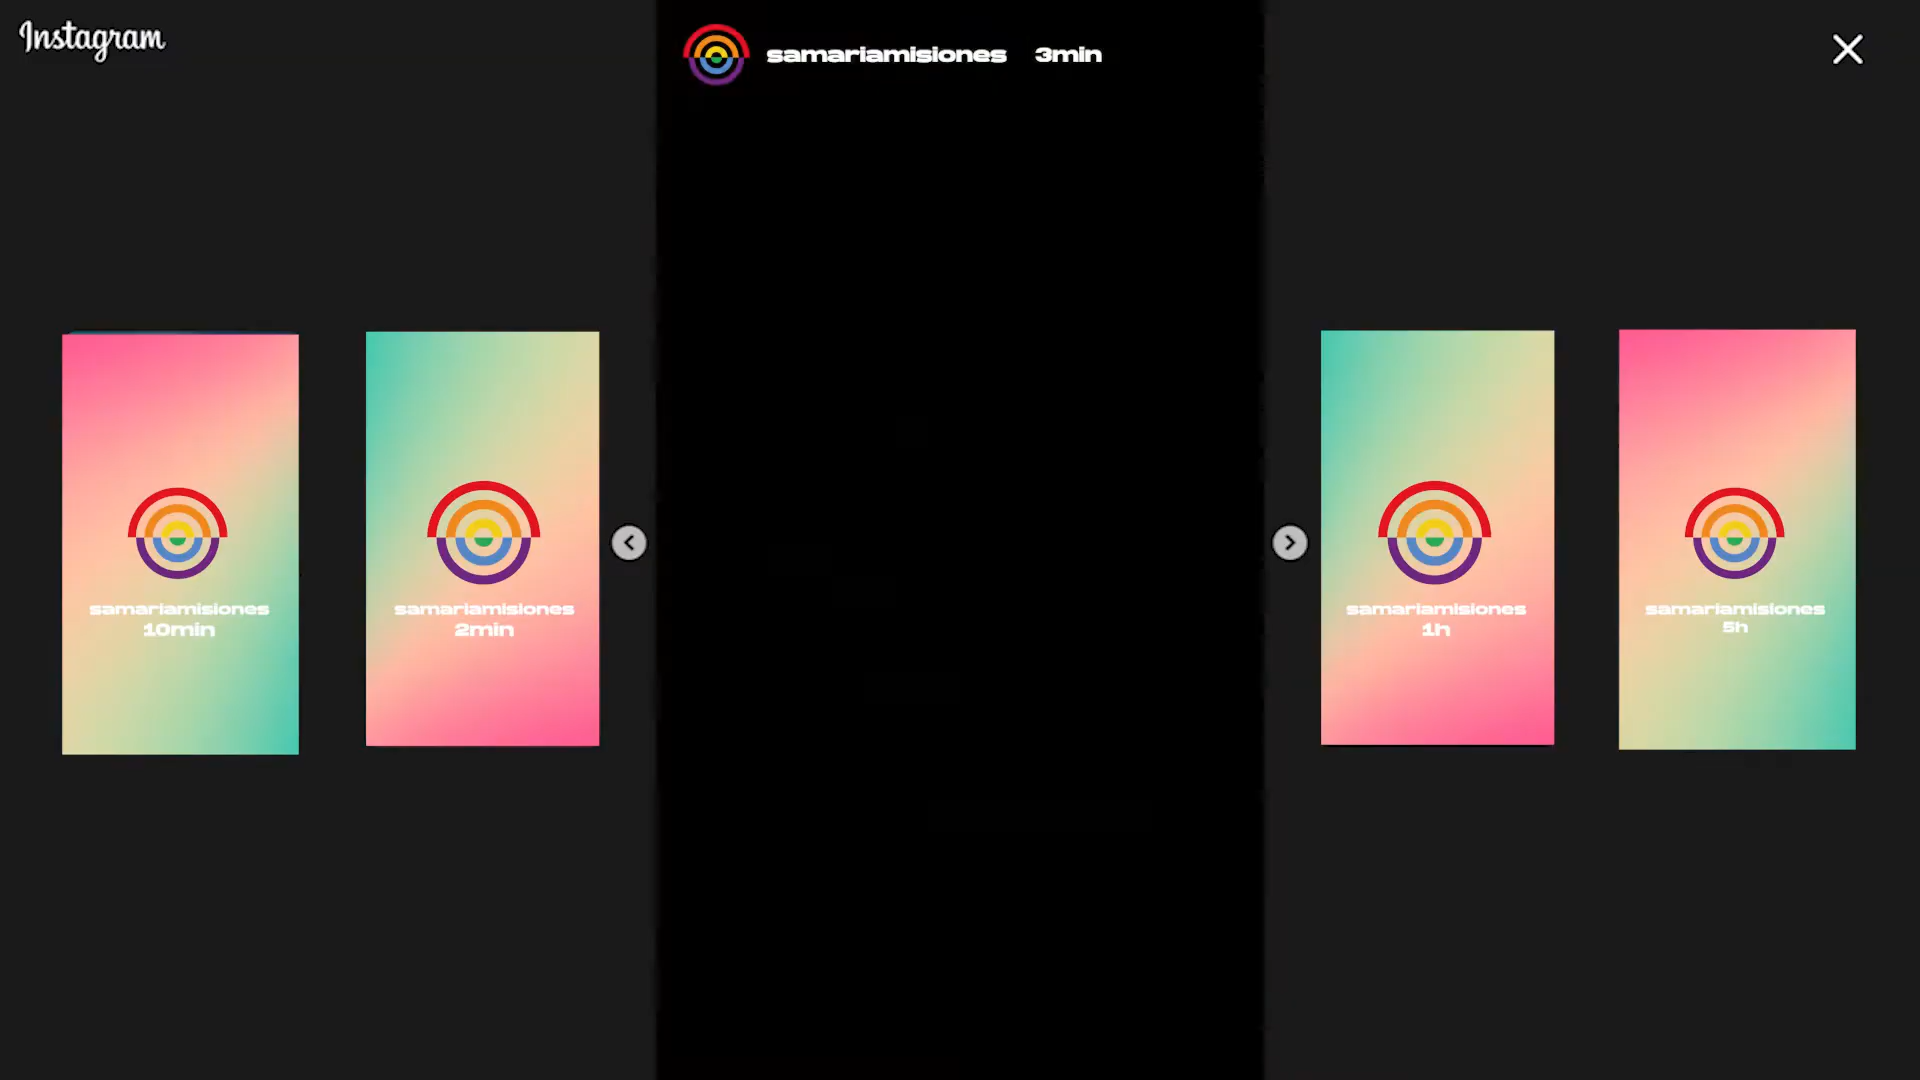 Instagram
samariamisiones 3min
samariamisiones
10min
samariamisiones
2min
samariamisiones
1h
samariamisiones
5h